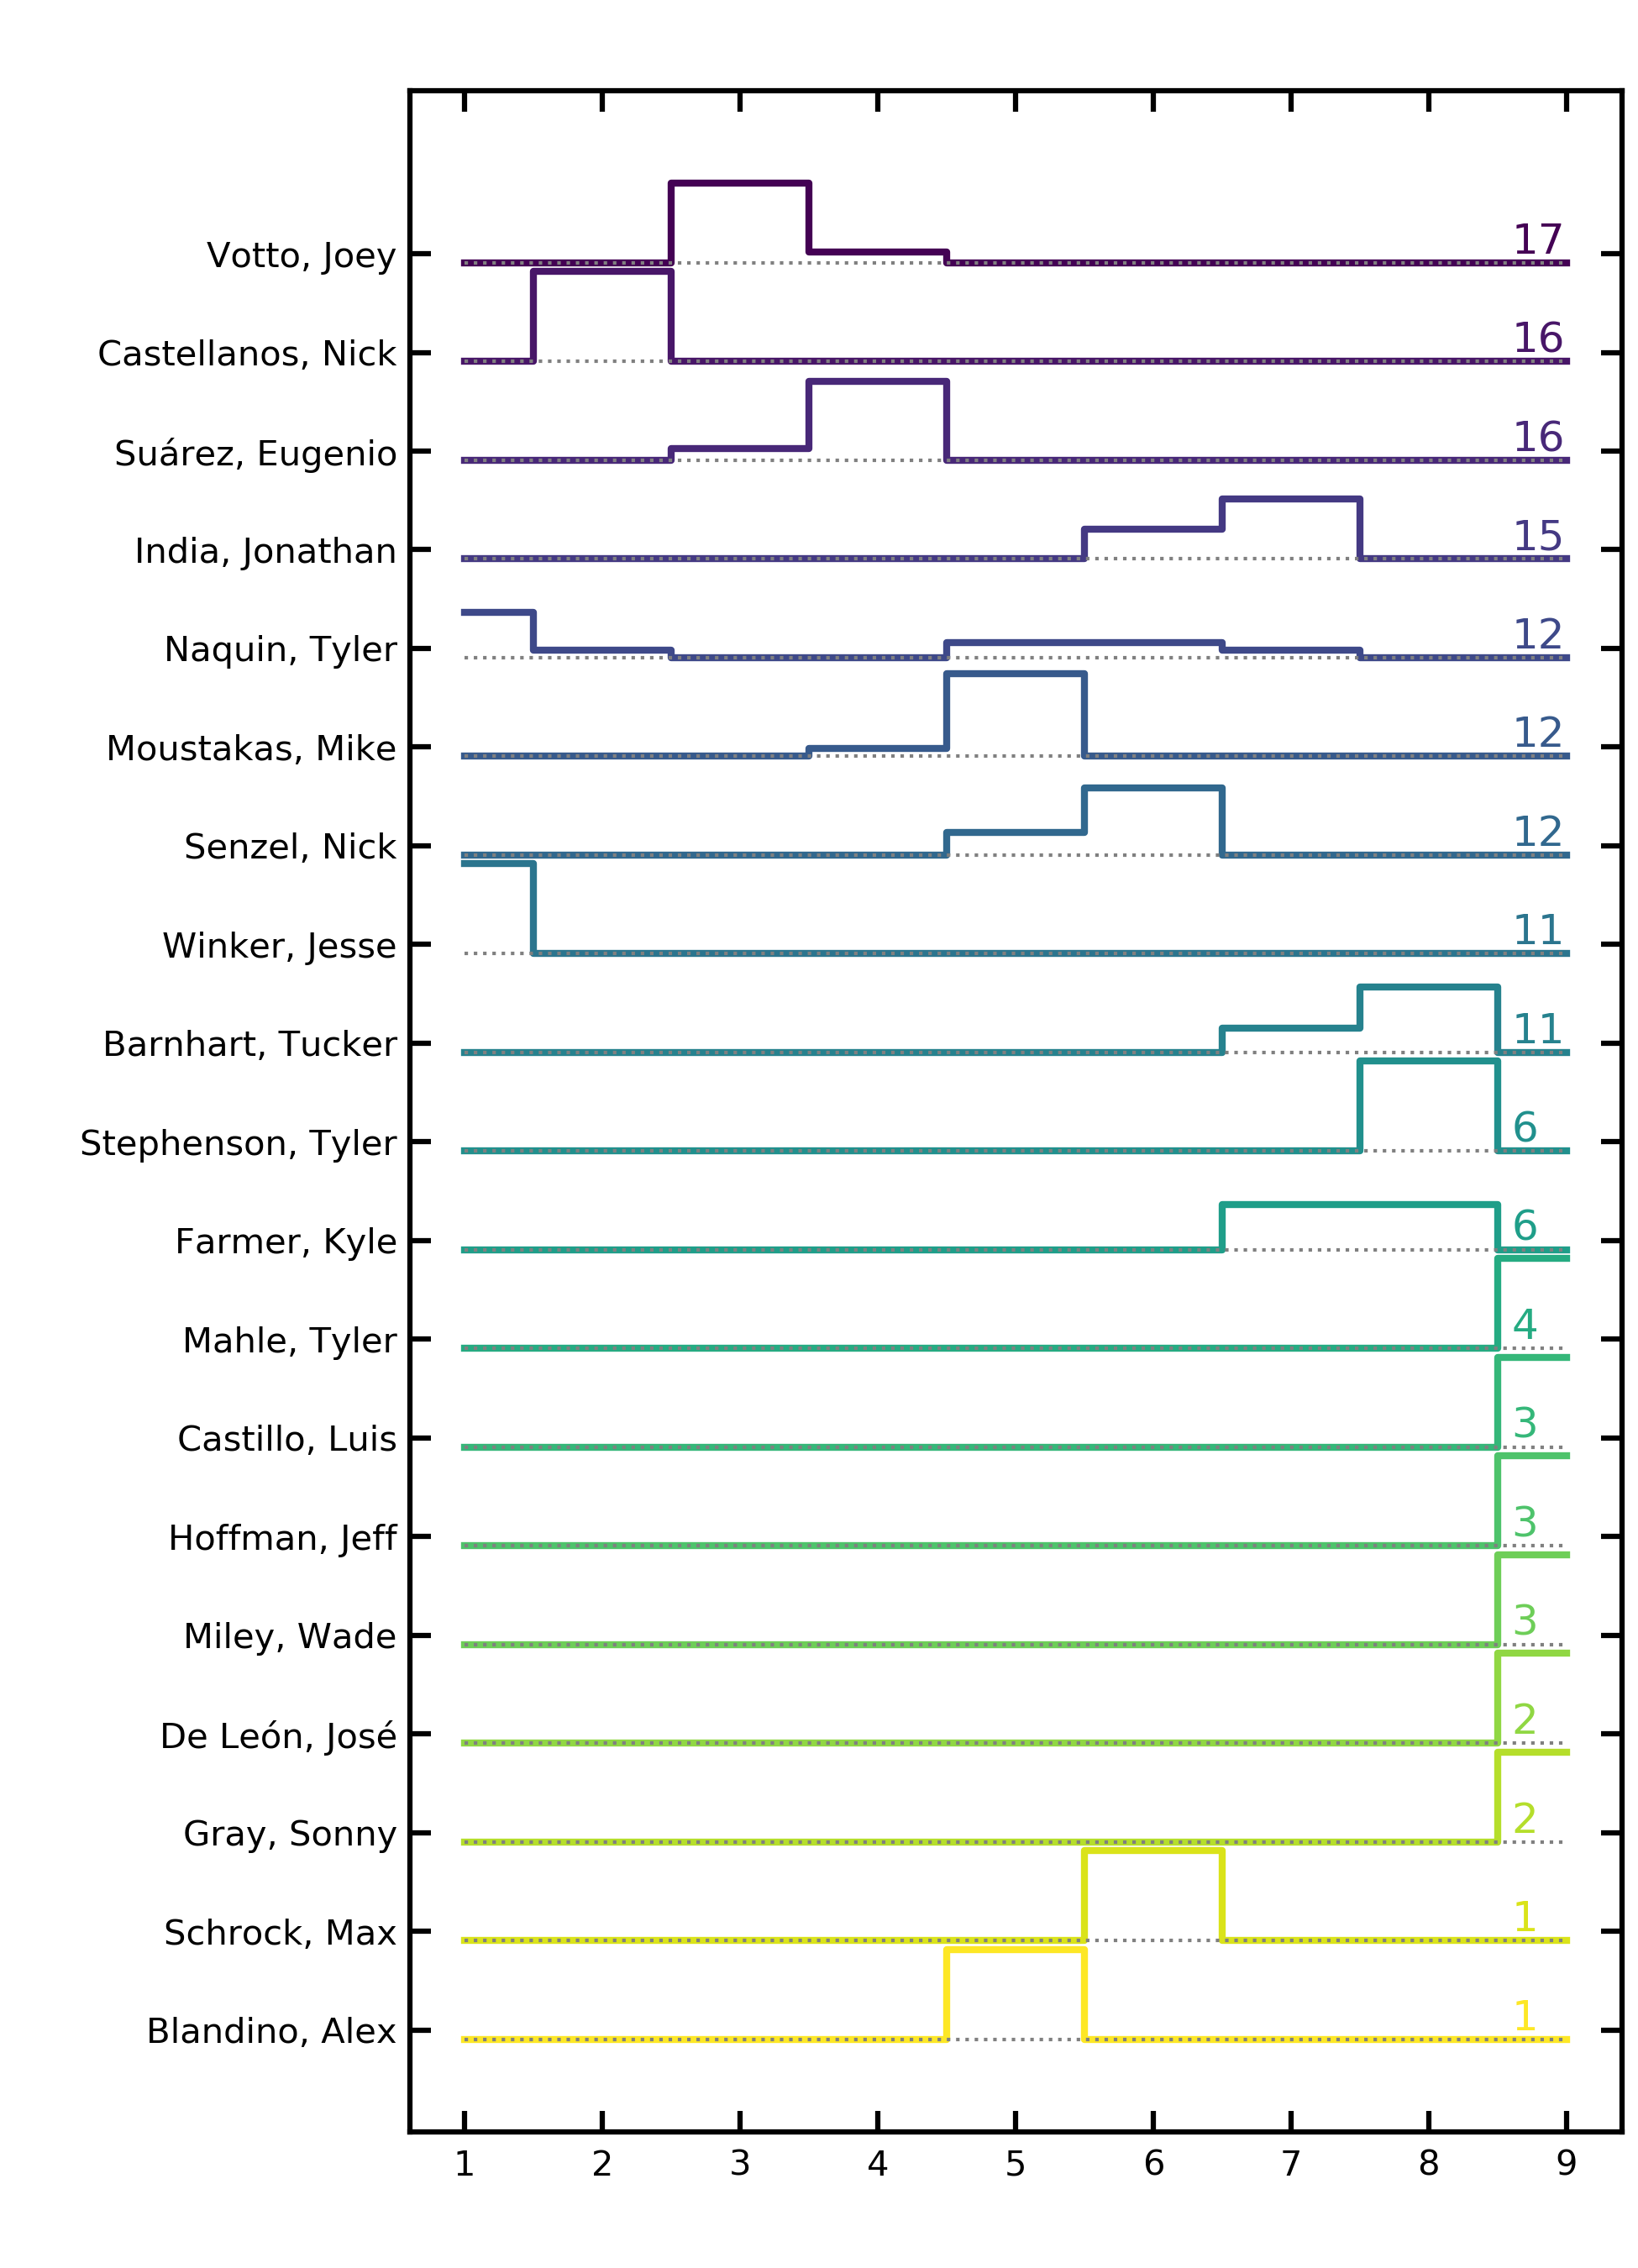 Votto, Joey 17
Castellanos, Nick 16
Suárez, Eugenio 16
India, Jonathan 15
Naquin, Tyler 12
Moustakas, Mike 12
Senzel, Nick 12
Winker, Jesse 11
Barnhart, Tucker 11
Stephenson, Tyler 6
Farmer, Kyle 6
Mahle, Tyler 4
Castillo, Luis 3
Hoffman, Jeff 3
Miley, Wade 3
De León, José 2
Gray, Sonny 2
Schrock, Max 1
Blandino, Alex 1
1 2 3 4 5 6 7 8 9